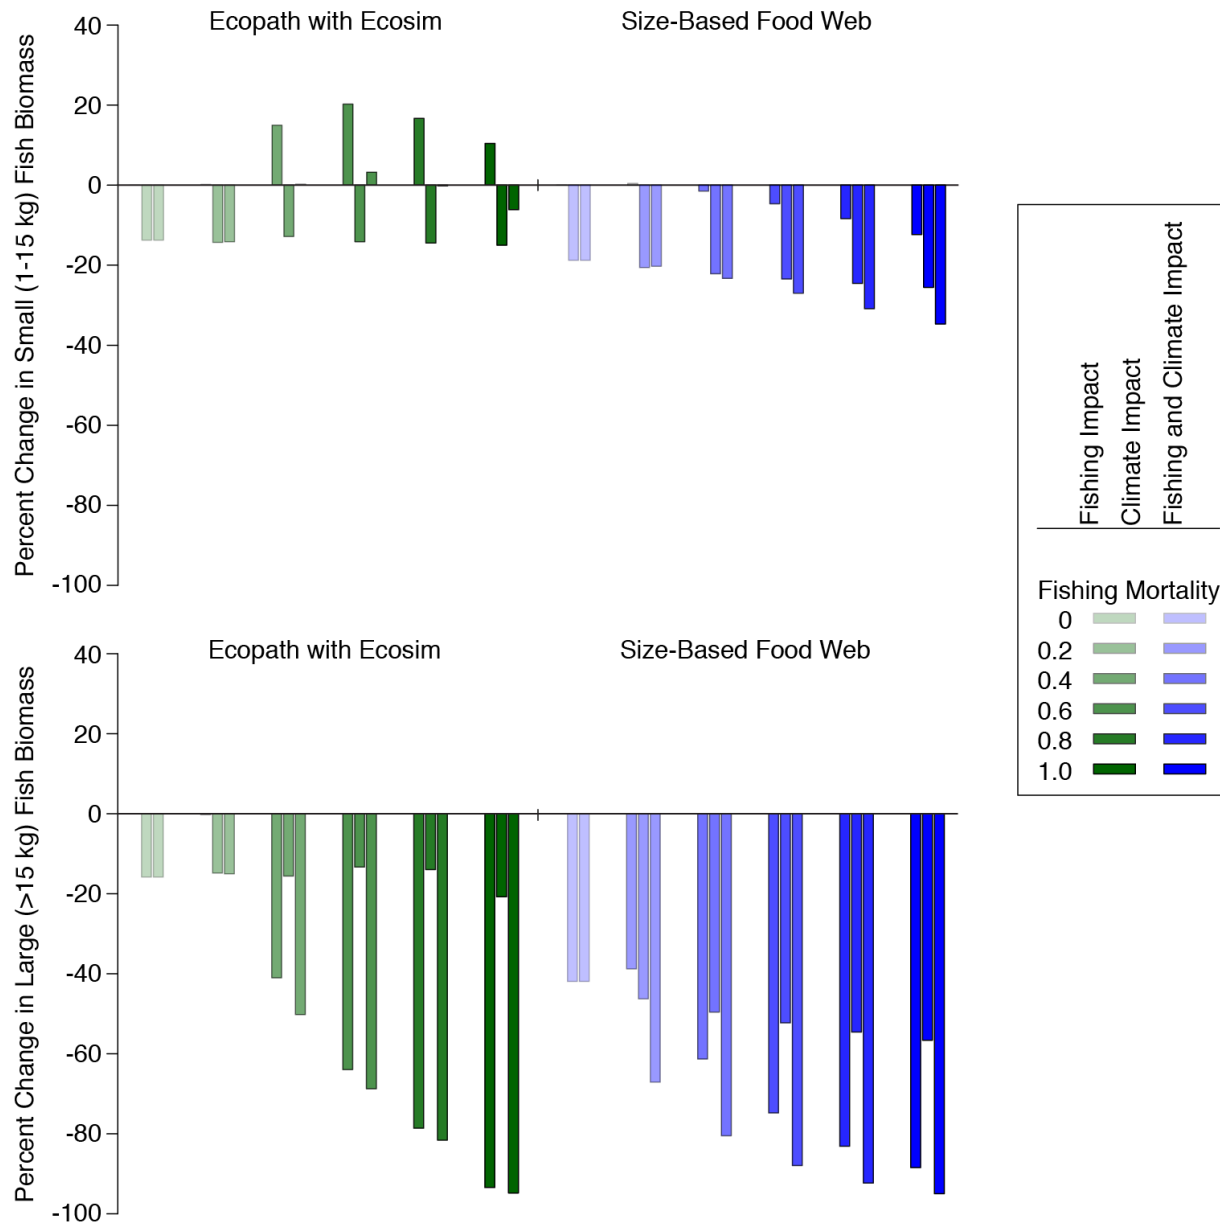 Ecopath with Ecosim
Size-Based Food Web
Percent Change in Small (1-15 kg) Fish Biomass
40
20
0
-20
-40
-60
-80
-100
Ecopath with Ecosim
Size-Based Food Web
Percent Change in Large (>15 kg) Fish Biomass
40
20
0
-20
-40
-60
-80
-100
Fishing Impact
Climate Impact
Fishing and Climate Impact
Fishing Mortality
0
0.2
0.4
0.6
0.8
1.0